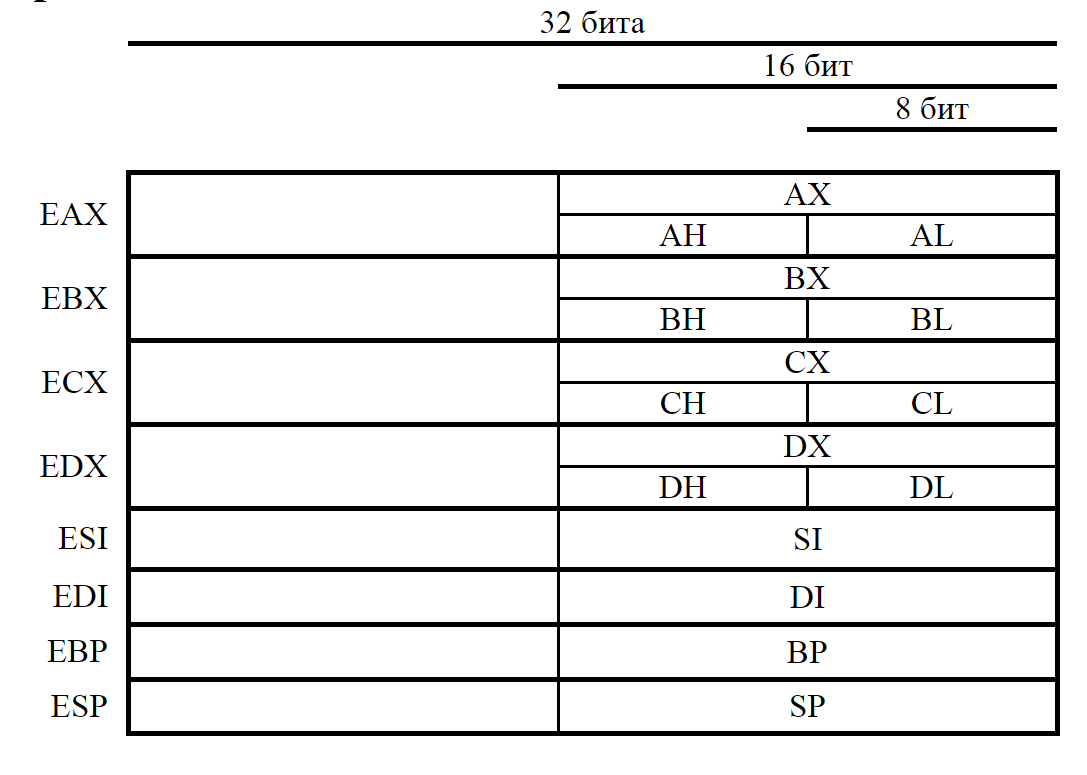 32 бита
16 бит
8 бит
EAX
AX
AH AL
EBX
BX
BH BL
ECX
CX
CH CL
EDX
DX
DH DL
ESI SI
EDI DI
EBP BP
ESP SP